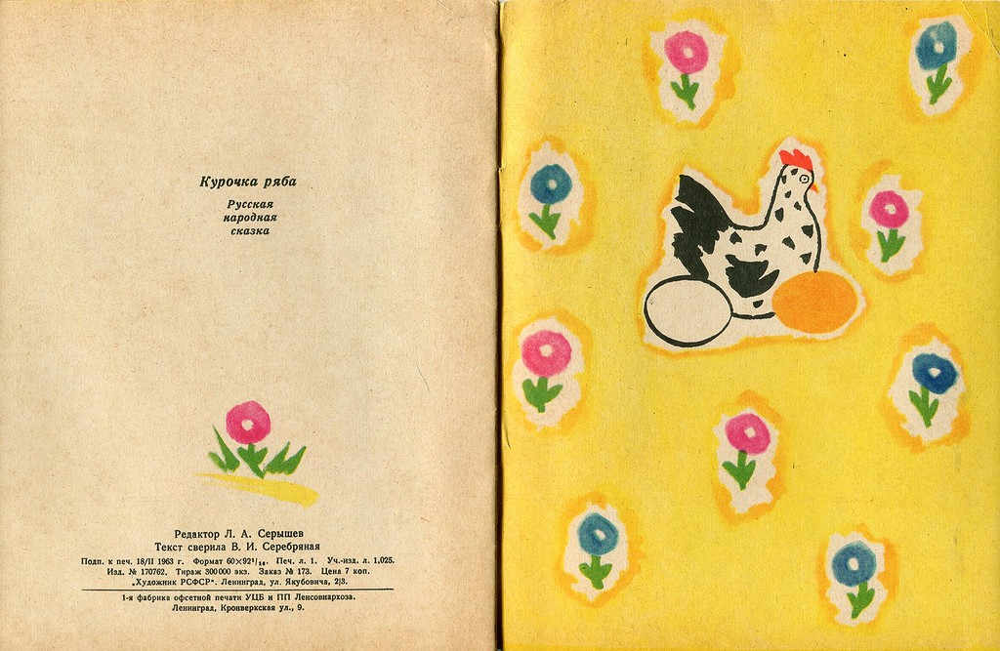 Курочка ряба
Русская
народная
сказка
Редактор Л. А. Серышев
Текст сверила В. И. Серебряная
Подп. к печ. 18/II 1963 г. Формат 60×92¹/₁₆. Печ. л. 1. Уч.-изд. л. 1,025.
Изд. № 170762. Тираж 300 000 экз. Заказ № 173. Цена 7 коп.
„Художник РСФСР“. Ленинград, ул. Якубовича, 2|3.
1-я фабрика офсетной печати УЦБ и ПП Ленсовнархоза.
Ленинград, Кронверкская ул., 9.